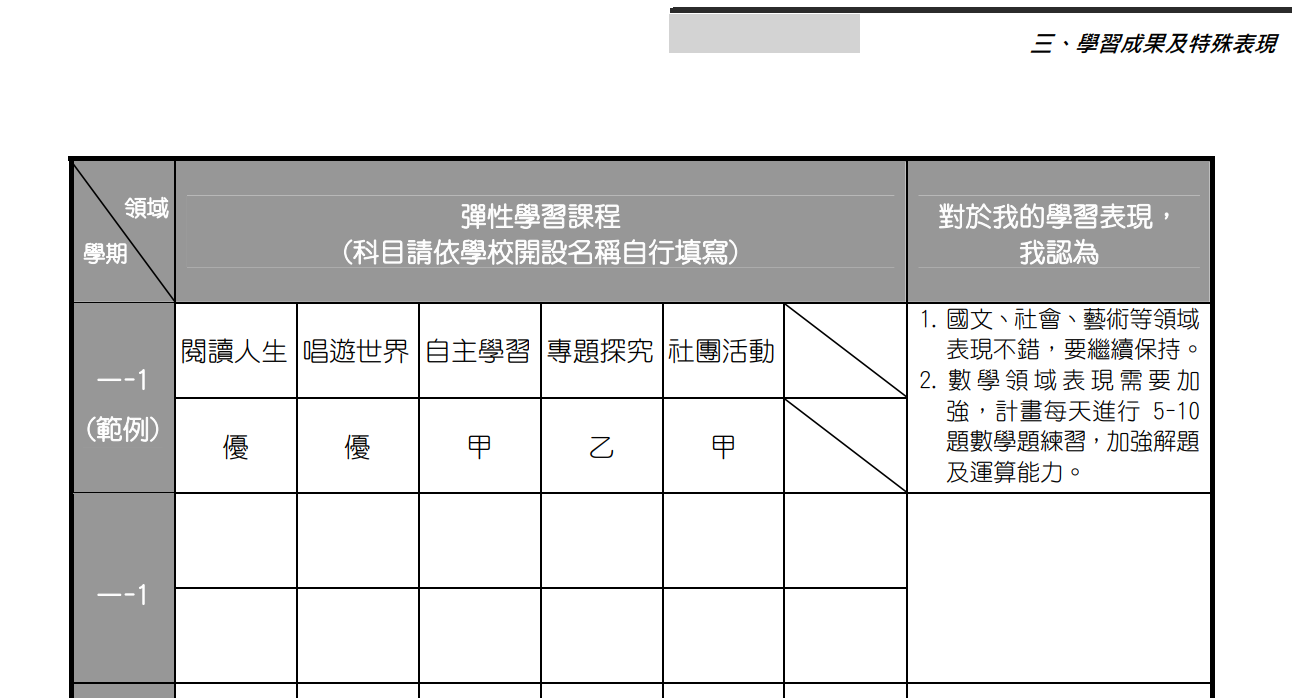 三、學習成果及特殊表現
領域
學期
彈性學習課程
(科目請依學校開設名稱自行填寫)
對於我的學習表現，
我認為
一-1
(範例)
閱讀人生 唱遊世界 自主學習 專題探究 社團活動
優 優 甲 乙 甲
1. 國文、社會、藝術等領域
表現不錯，要繼續保持。
2. 數學領域表現需要加
強，計畫每天進行 5-10
題數學題練習，加強解題
及運算能力。
一-1